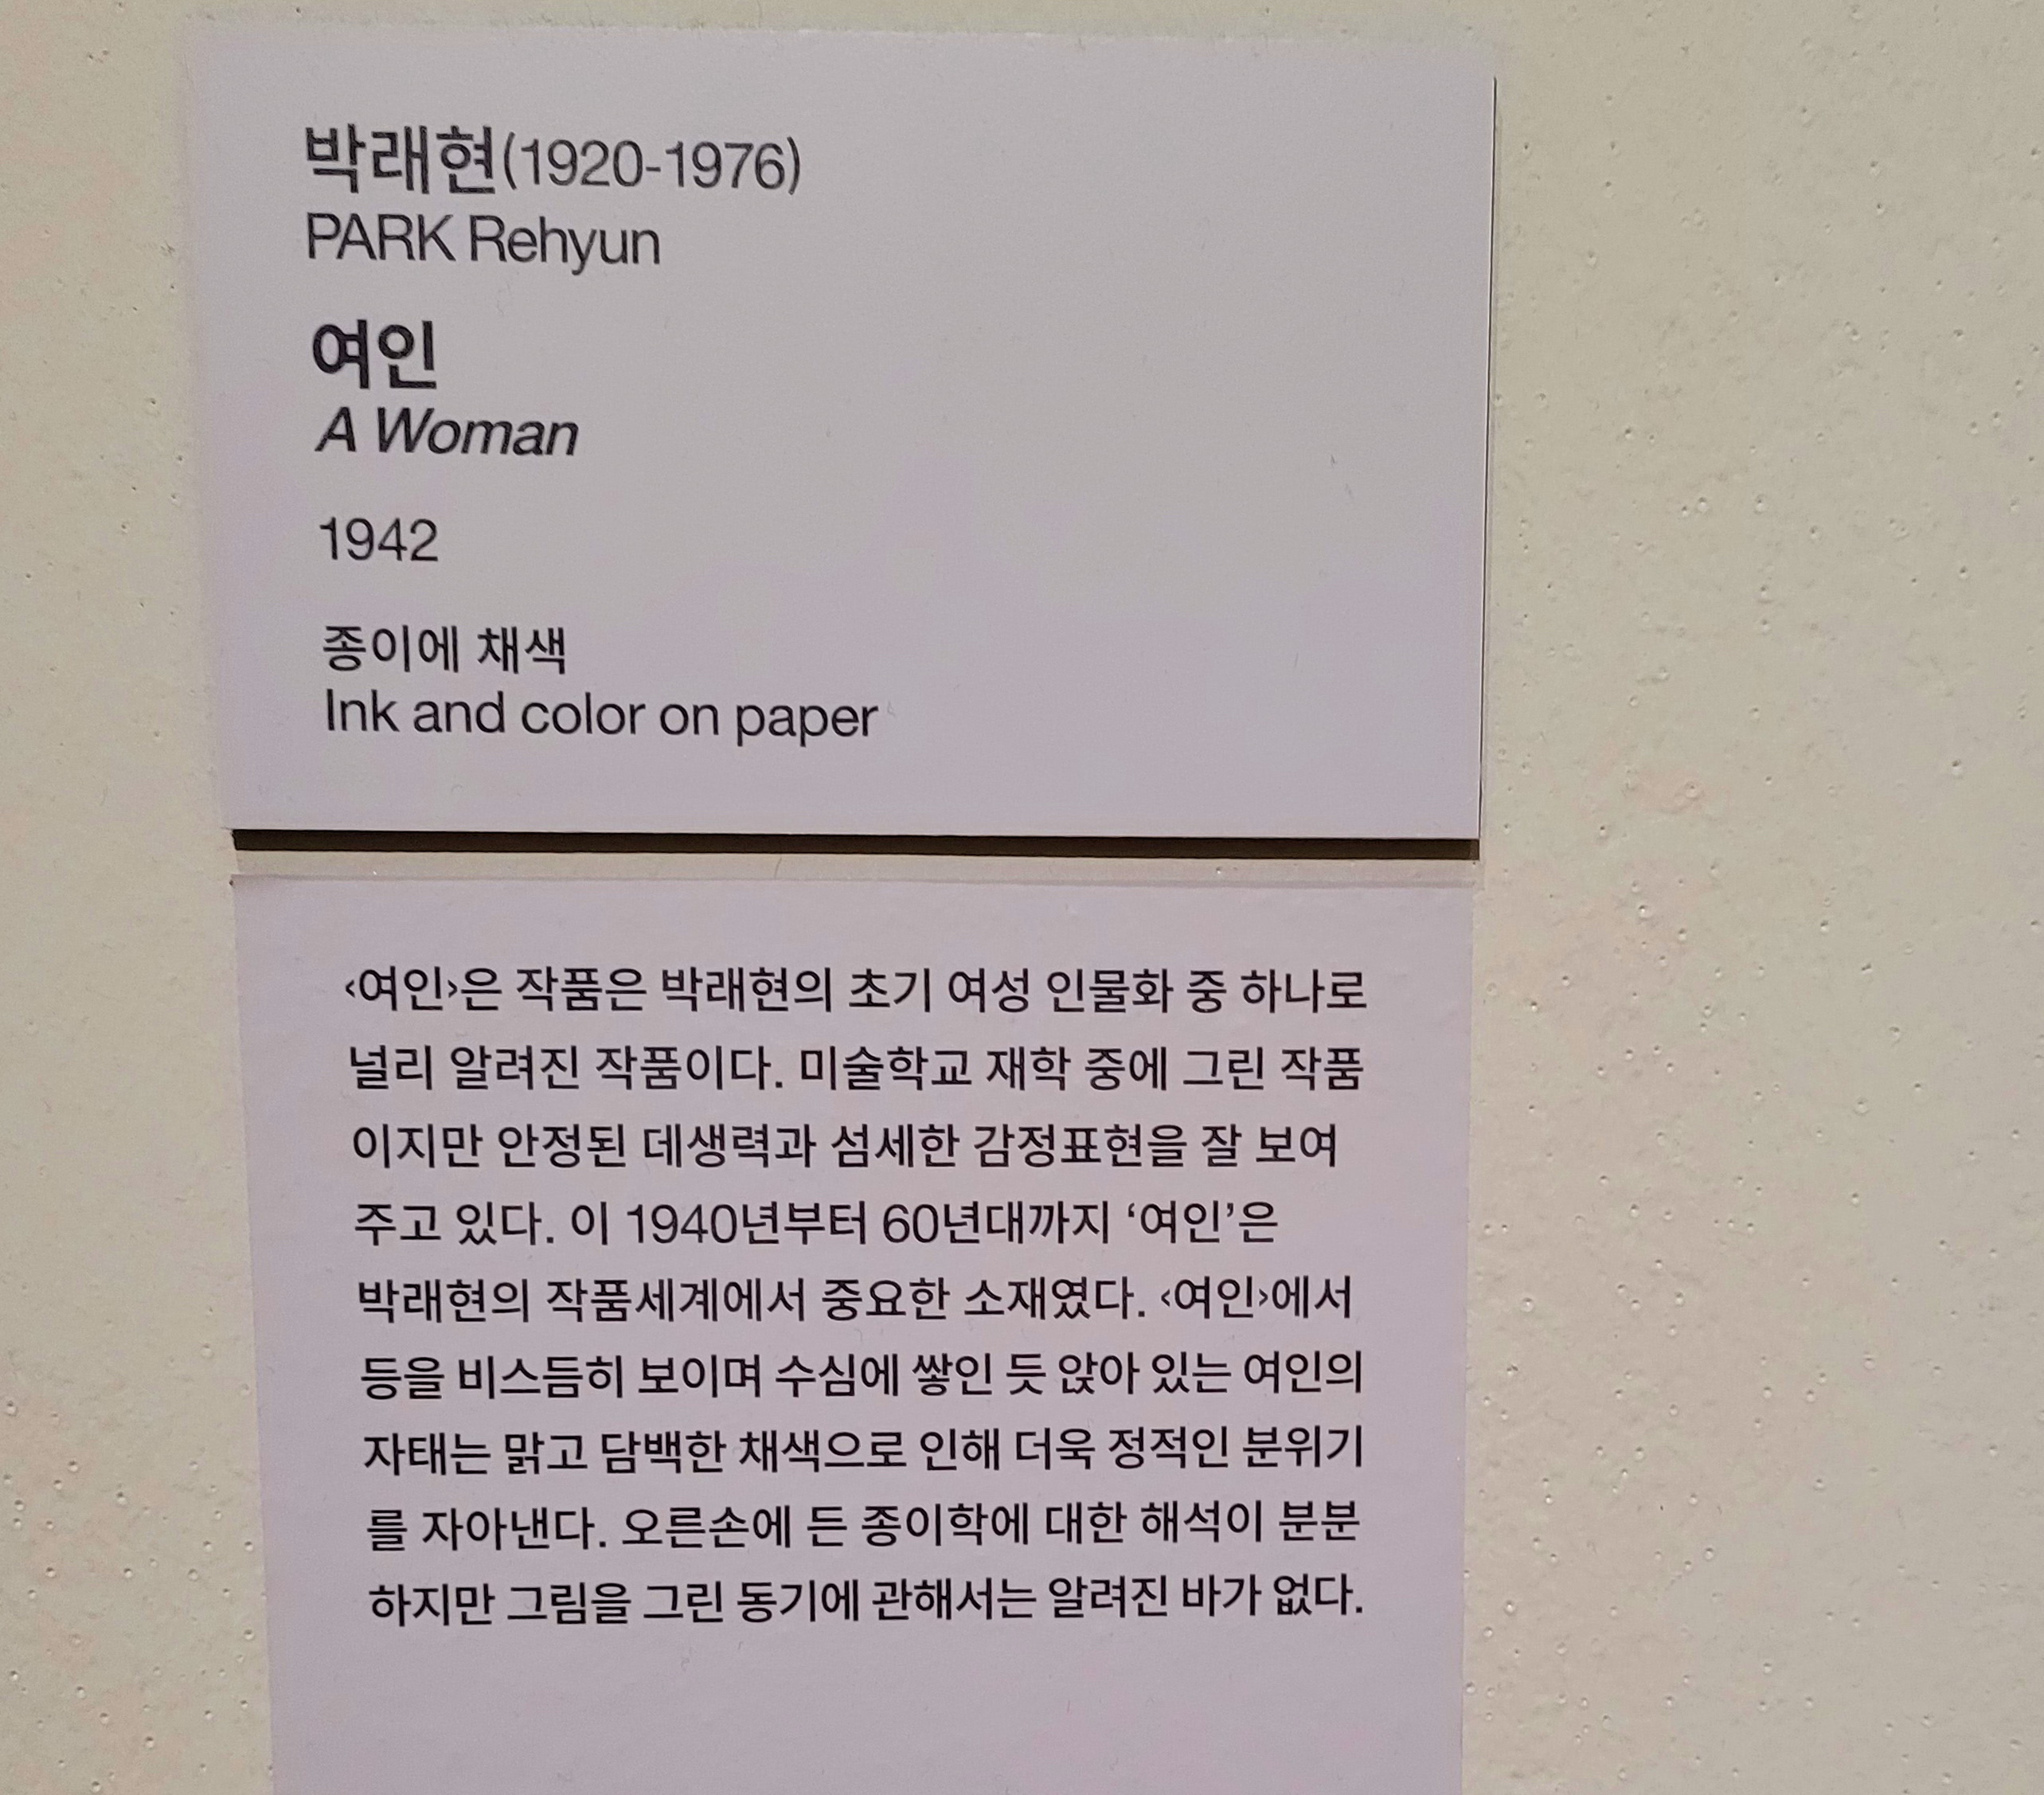 박래현(1920-1976)
PARK Rehyun
여인
A Woman
1942
종이에 채색
Ink and color on paper
‹여인›은 작품은 박래현의 초기 여성 인물화 중 하나로
널리 알려진 작품이다. 미술학교 재학 중에 그린 작품
이지만 안정된 데생력과 섬세한 감정표현을 잘 보여
주고 있다. 이 1940년부터 60년대까지 ‘여인’은
박래현의 작품세계에서 중요한 소재였다. ‹여인›에서
등을 비스듬히 보이며 수심에 쌓인 듯 앉아 있는 여인의
자태는 맑고 담백한 채색으로 인해 더욱 정적인 분위기
를 자아낸다. 오른손에 든 종이학에 대한 해석이 분분
하지만 그림을 그린 동기에 관해서는 알려진 바가 없다.